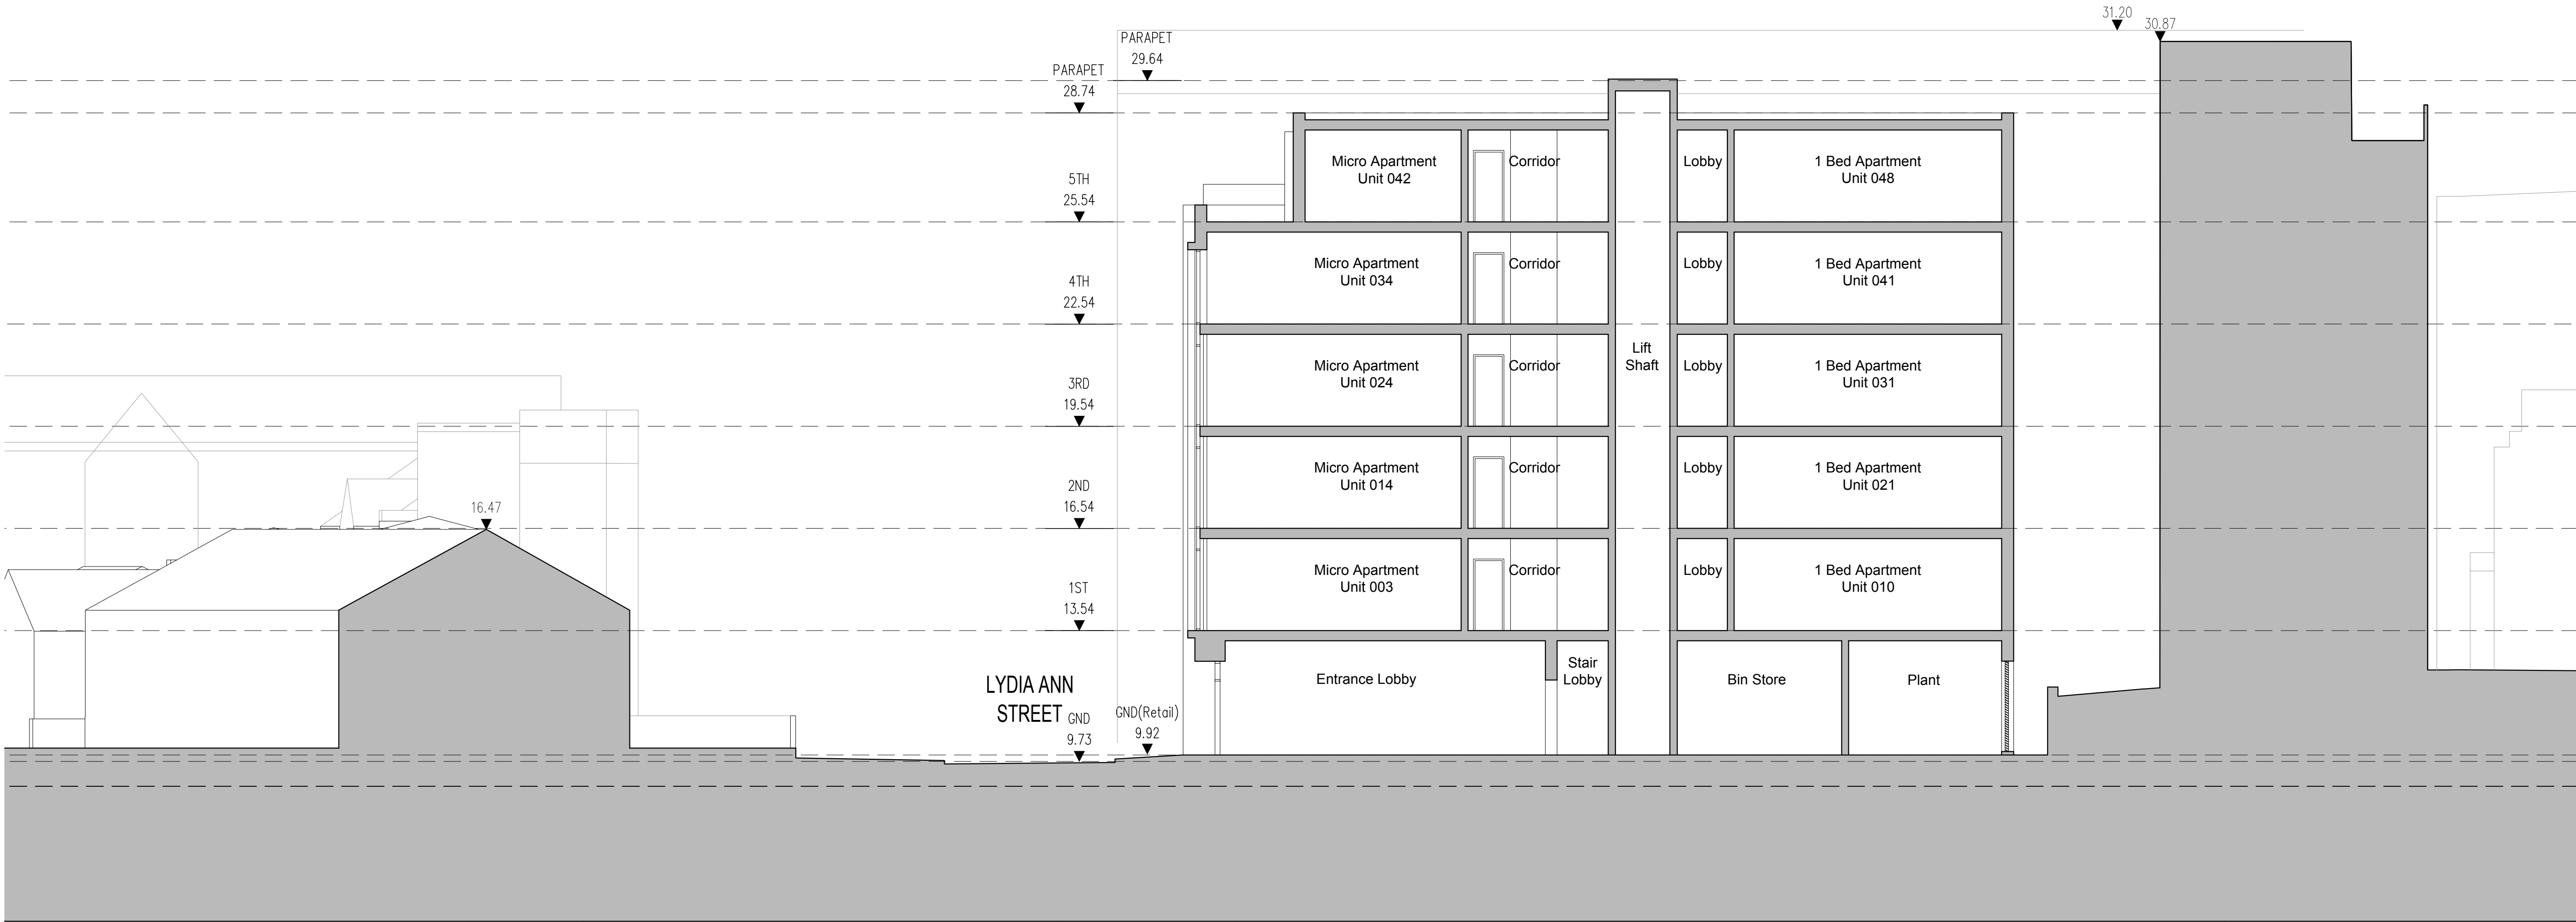 31.20
30.87
PARAPET
29.64
PARAPET
28.74
Micro Apartment
Unit 042
Corridor
Lobby
1 Bed Apartment
Unit 048
5TH
25.54
Micro Apartment
Unit 034
Corridor
Lobby
1 Bed Apartment
Unit 041
4TH
22.54
Micro Apartment
Unit 024
Corridor
Lift
Shaft
Lobby
1 Bed Apartment
Unit 031
3RD
19.54
Micro Apartment
Unit 014
Corridor
Lobby
1 Bed Apartment
Unit 021
2ND
16.54
16.47
Micro Apartment
Unit 003
Corridor
Lobby
1 Bed Apartment
Unit 010
1ST
13.54
Entrance Lobby
Stair
Lobby
Bin Store
Plant
LYDIA ANN
STREET
GND
9.73
GND(Retail)
9.92